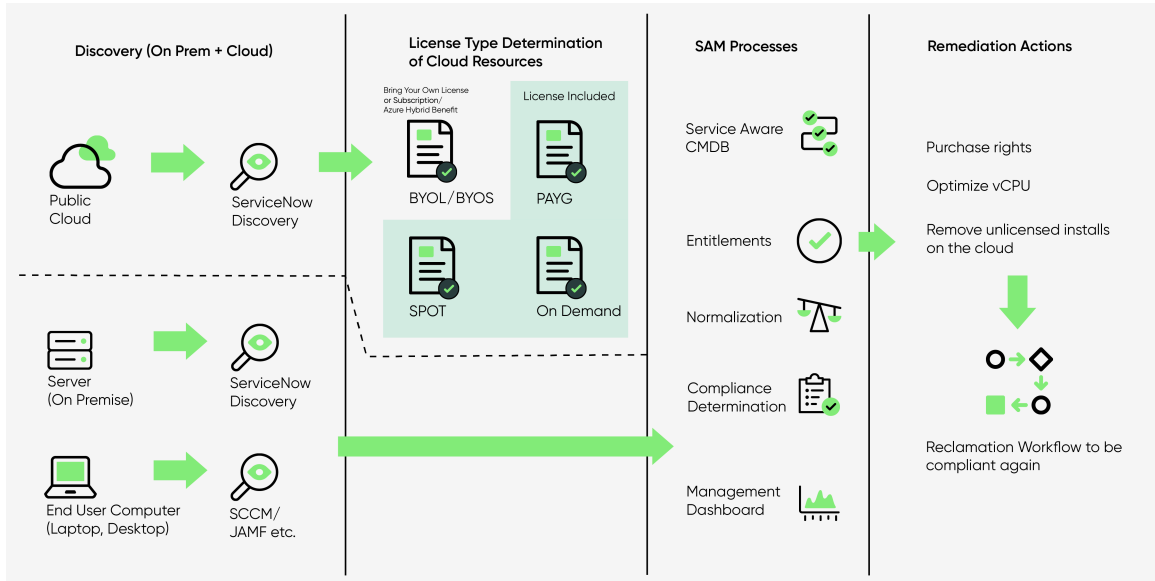 Discovery (On Prem + Cloud)
Public
Cloud
ServiceNow
Discovery
Server
(On Premise)
ServiceNow
Discovery
End User Computer
(Laptop, Desktop)
SCCM/
JAMF etc.
License Type Determination
of Cloud Resources
Bring Your Own License
or Subscription/
Azure Hybrid Benefit
BYOL/BYOS
License Included
PAYG
SPOT
On Demand
SAM Processes
Service Aware
CMDB
Entitlements
Normalization
Compliance
Determination
Management
Dashboard
Remediation Actions
Purchase rights
Optimize vCPU
Remove unlicensed installs
on the cloud
Reclamation Workflow to be
compliant again